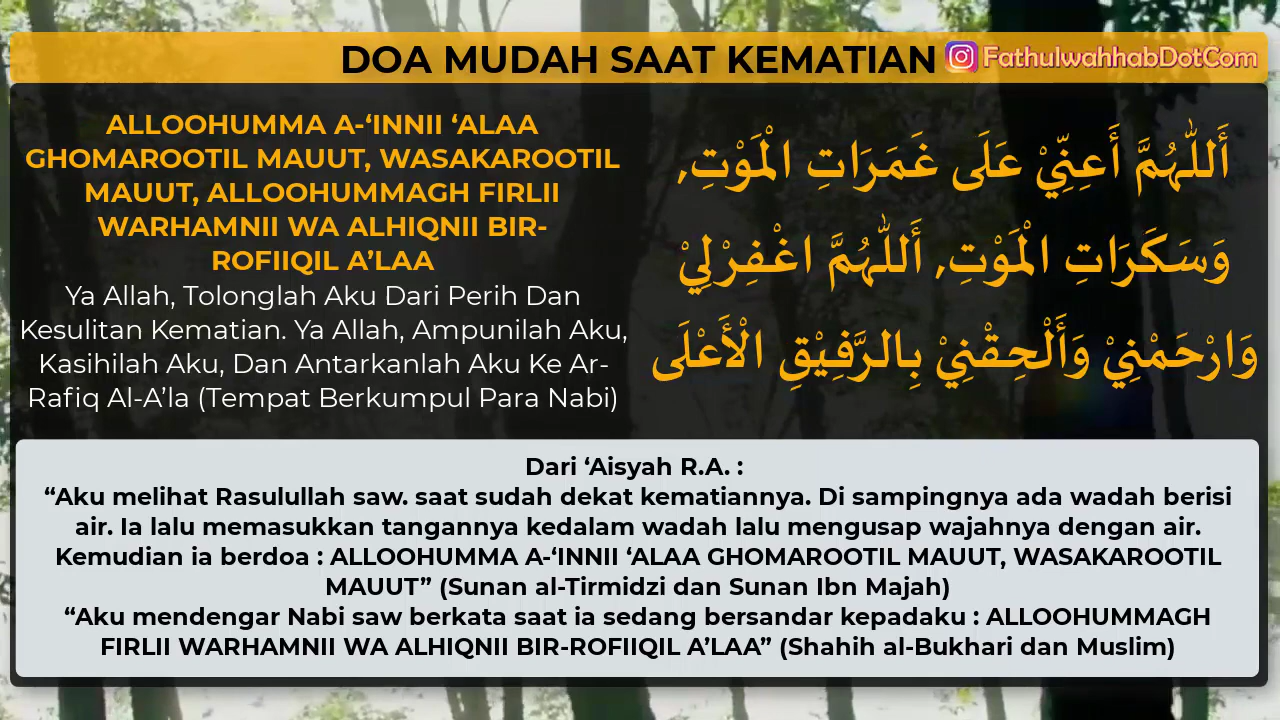 DOA MUDAH SAAT KEMATIAN
FathulwahhabDotCom
ALLOOHUMMA A-‘INNII ‘ALAA
GHOMAROOTIL MAUUT, WASAKAROOTIL
MAUUT, ALLOOHUMMAGH FIRLII
WARHAMNII WA ALHIQNII BIR-
ROFIIQIL A’LAA
Ya Allah, Tolonglah Aku Dari Perih Dan
Kesulitan Kematian. Ya Allah, Ampunilah Aku,
Kasihilah Aku, Dan Antarkanlah Aku Ke Ar-
Rafiq Al-A’la (Tempat Berkumpul Para Nabi)
أَللّٰهُمَّ أَعِنِّيْ عَلَى غَمَرَاتِ الْمَوْتِ,
وَسَكَرَاتِ الْمَوْتِ, أَللّٰهُمَّ اغْفِرْلِيْ
وَارْحَمْنِيْ وَأَلْحِقْنِيْ بِالرَّفِيْقِ الْأَعْلَى
Dari ‘Aisyah R.A. :
“Aku melihat Rasulullah saw. saat sudah dekat kematiannya. Di sampingnya ada wadah berisi
air. Ia lalu memasukkan tangannya kedalam wadah lalu mengusap wajahnya dengan air.
Kemudian ia berdoa : ALLOOHUMMA A-‘INNII ‘ALAA GHOMAROOTIL MAUUT, WASAKAROOTIL
MAUUT” (Sunan al-Tirmidzi dan Sunan Ibn Majah)
“Aku mendengar Nabi saw berkata saat ia sedang bersandar kepadaku : ALLOOHUMMAGH
FIRLII WARHAMNII WA ALHIQNII BIR-ROFIIQIL A’LAA” (Shahih al-Bukhari dan Muslim)